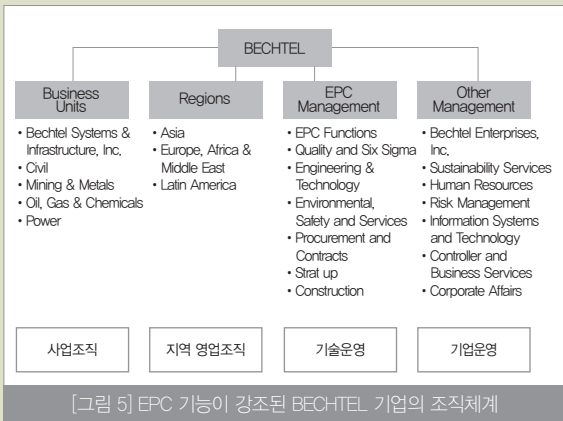 BECHTEL
Business
Units
• Bechtel Systems &
Infrastructure, Inc.
• Civil
• Mining & Metals
• Oil, Gas & Chemicals
• Power
사업조직
Regions
• Asia
• Europe, Africa &
Middle East
• Latin America
지역 영업조직
EPC
Management
• EPC Functions
• Quality and Six Sigma
• Engineering &
Technology
• Environmental,
Safety and Services
• Procurement and
Contracts
• Strat up
• Construction
기술운영
Other
Management
• Bechtel Enterprises,
Inc.
• Sustainability Services
• Human Resources
• Risk Management
• Information Systems
and Technology
• Controller and
Business Services
• Corporate Affairs
기업운영
[그림 5] EPC 기능이 강조된 BECHTEL 기업의 조직체계